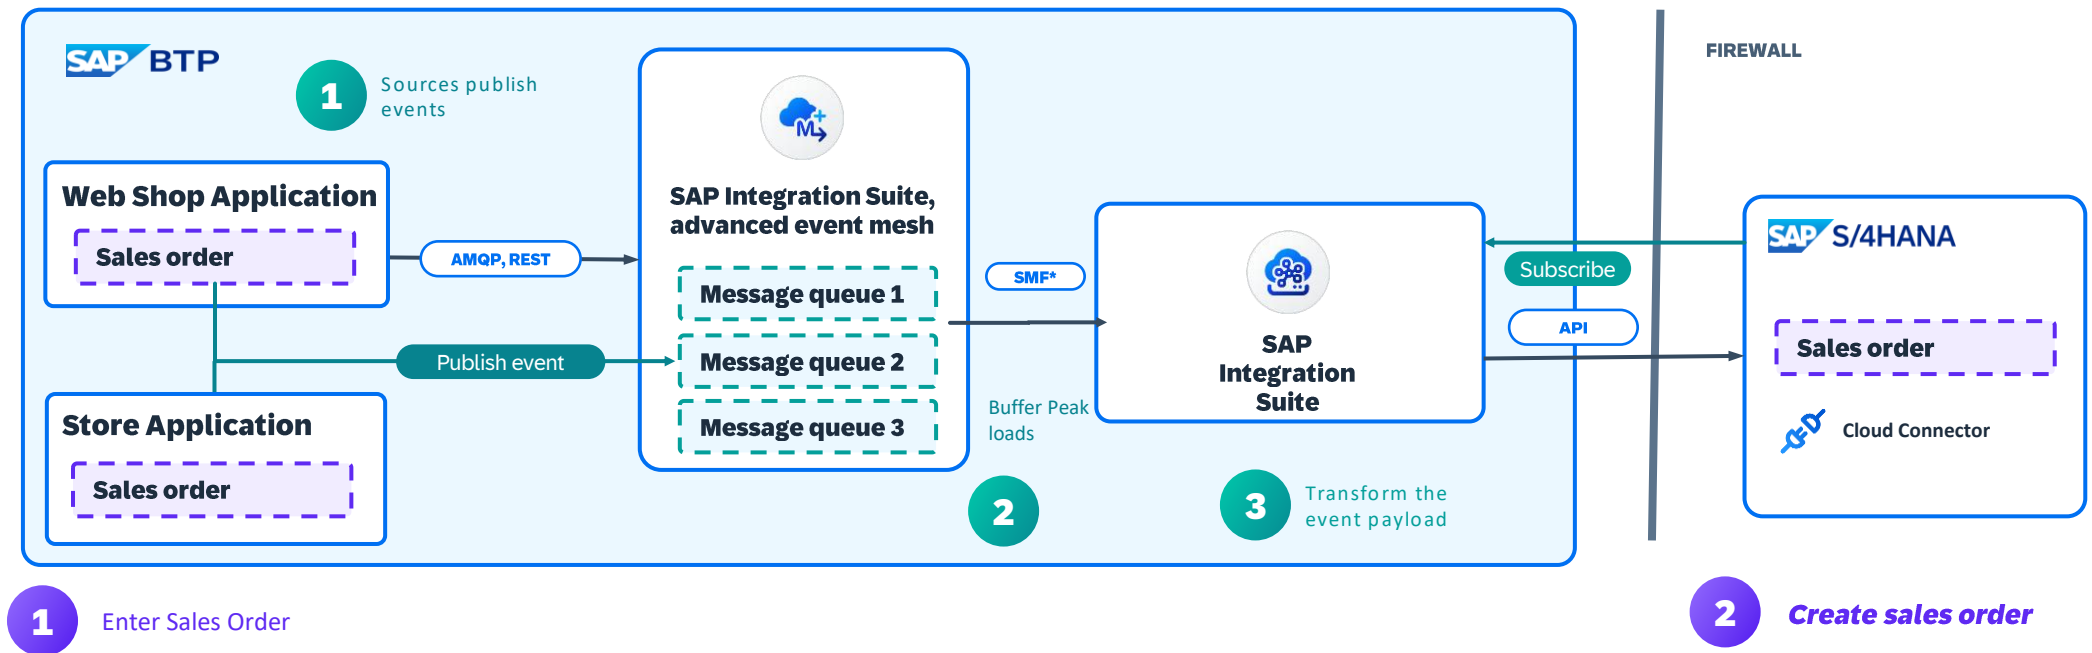 SAP BTP
1
Sources publish
events
Web Shop Application
Sales order
AMQP, REST
Publish event
Store Application
Sales order
M
SAP Integration Suite,
advanced event mesh
Message queue 1
Message queue 2
Message queue 3
SMF*
Buffer Peak
loads
2
SAP
Integration
Suite
3
Transform the
event payload
Subscribe
API
FIREWALL
SAP S/4HANA
Sales order
Cloud Connector
1
Enter Sales Order
2
Create sales order